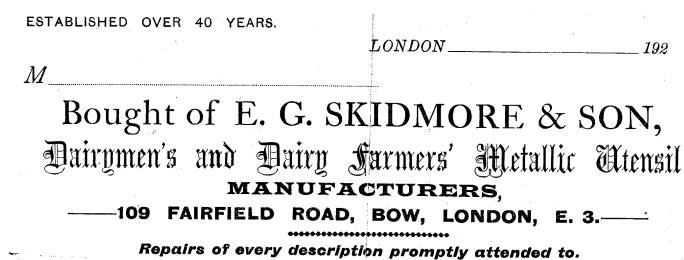 ESTABLISHED OVER 40 YEARS.
LONDON 192
M
Bought of E. G. SKIDMORE & SON,
Dairymen's and Dairy Farmers' Metallic Utensil
MANUFACTURERS,
109 FAIRFIELD ROAD, BOW, LONDON, E. 3.
Repairs of every description promptly attended to.